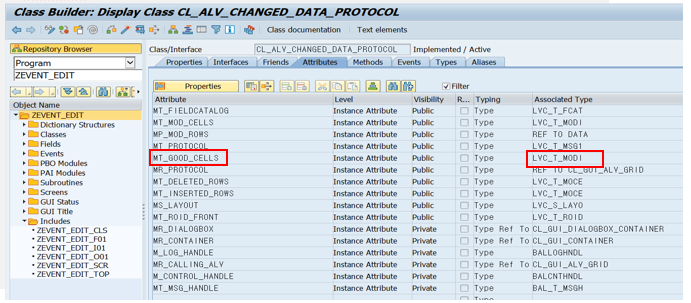 Class Builder: Display Class CL_ALV_CHANGED_DATA_PROTOCOL
Class documentation Text elements
Repository Browser
Program
ZEVENT_EDIT
Object Name
ZEVENT_EDIT
Dictionary Structures
Classes
Fields
Events
PBO Modules
PAI Modules
Subroutines
Screens
GUI Status
GUI Title
Includes
ZEVENT_EDIT_CLS
ZEVENT_EDIT_F01
ZEVENT_EDIT_I01
ZEVENT_EDIT_O01
ZEVENT_EDIT_SCR
ZEVENT_EDIT_TOP
Class/Interface CL_ALV_CHANGED_DATA_PROTOCOL Implemented / Active
Properties Interfaces Friends Attributes Methods Events Types Aliases
Properties Filter
Attribute Level Visibility R... Typing Associated Type
MT_FIELDCATALOG Instance Attribute Public Type LVC_T_FCAT
MT_MOD_CELLS Instance Attribute Public Type LVC_T_MODI
MP_MOD_ROWS Instance Attribute Public Type REF TO DATA
MT_PROTOCOL Instance Attribute Public Type LVC_T_MSG1
MT_GOOD_CELLS Instance Attribute Public Type LVC_T_MODI
MR_PROTOCOL Instance Attribute Public Type REF TO CL_GUI_ALV_GRID
MT_DELETED_ROWS Instance Attribute Public Type LVC_T_MOCE
MT_INSERTED_ROWS Instance Attribute Public Type LVC_T_MOCE
MS_LAYOUT Instance Attribute Public Type LVC_S_LAYO
MT_ROID_FRONT Instance Attribute Public Type LVC_T_ROID
MR_DIALOGBOX Instance Attribute Private Type Ref To CL_GUI_DIALOGBOX_CONTAINER
MR_CONTAINER Instance Attribute Private Type Ref To CL_GUI_CONTAINER
M_LOG_HANDLE Instance Attribute Private Type BALLOGHNDL
MR_CALLING_ALV Instance Attribute Private Type Ref To CL_GUI_ALV_GRID
M_CONTROL_HANDLE Instance Attribute Private Type BALCNTHNDL
MT_MSG_HANDLE Instance Attribute Private Type BAL_T_MSGH